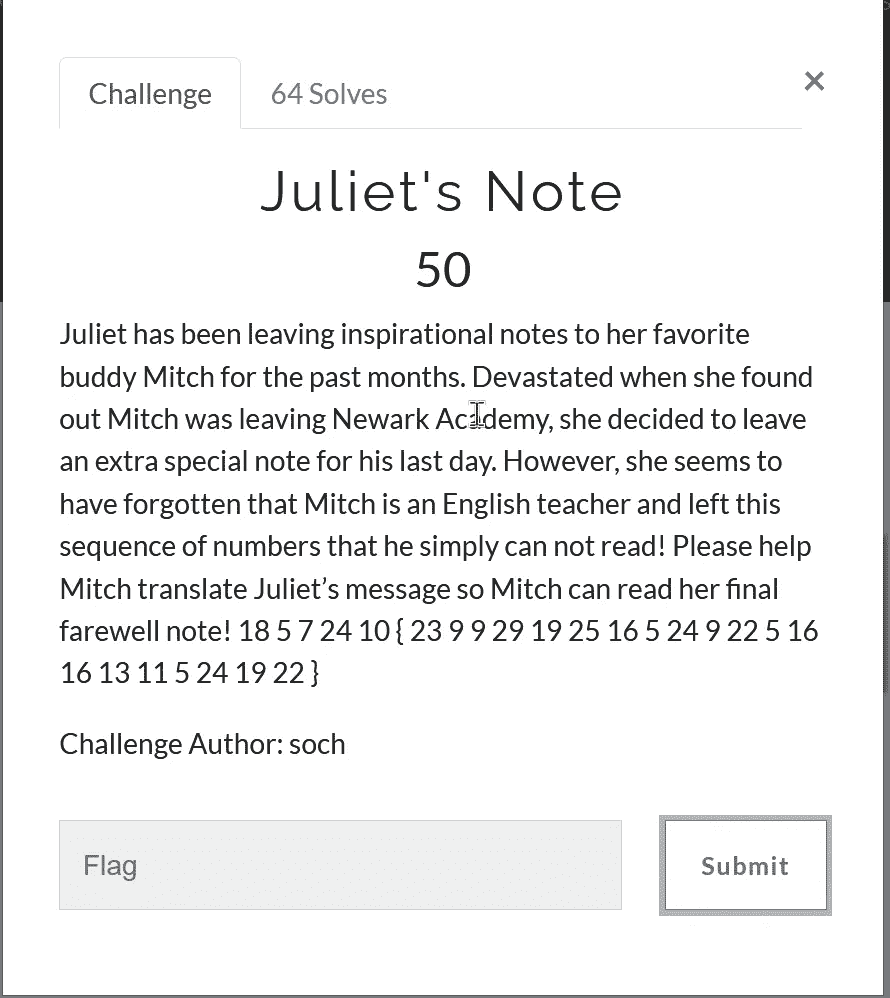 Challenge
64 Solves
×
Juliet's Note
50
Juliet has been leaving inspirational notes to her favorite
buddy Mitch for the past months. Devastated when she found
out Mitch was leaving Newark Academy, she decided to leave
an extra special note for his last day. However, she seems to
have forgotten that Mitch is an English teacher and left this
sequence of numbers that he simply can not read! Please help
Mitch translate Juliet’s message so Mitch can read her final
farewell note! 18 5 7 24 10 { 23 9 9 29 19 25 16 5 24 9 22 5 16
16 13 11 5 24 19 22 }
Challenge Author: soch
Flag
Submit